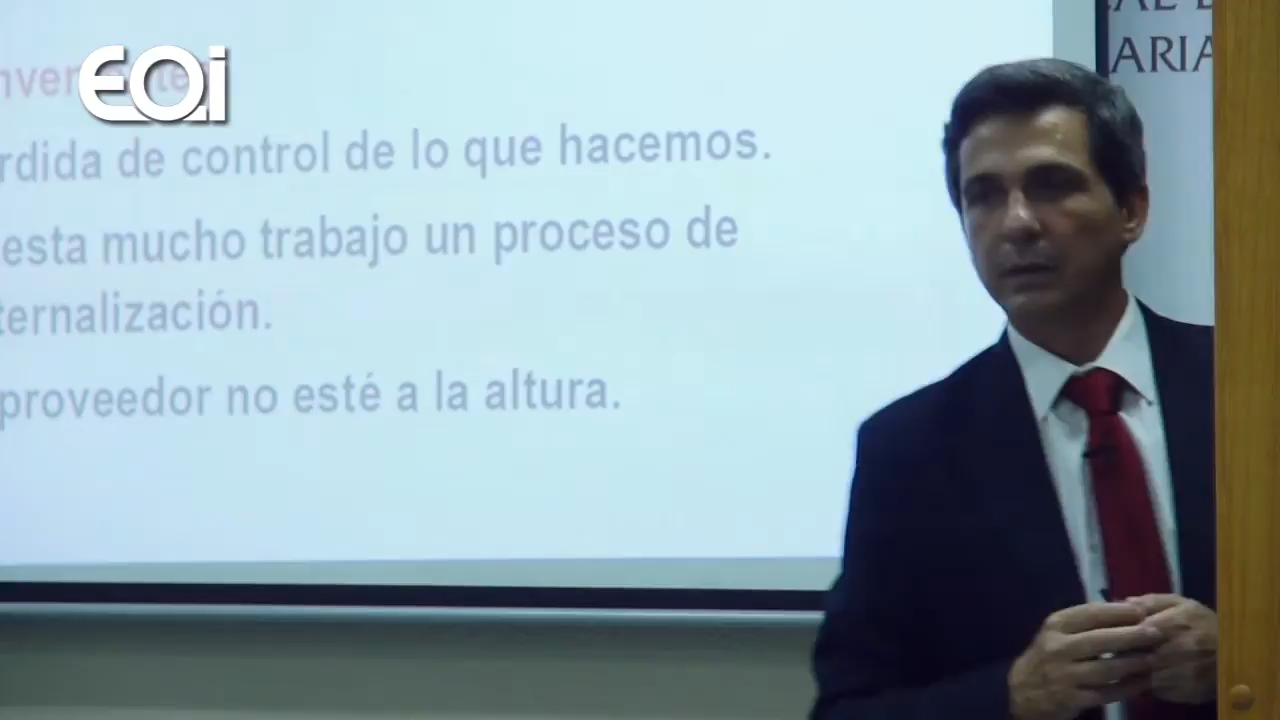 EOi
nver
rdida de control de lo que hacemos.
esta mucho trabajo un proceso de
ternalización.
proveedor no esté a la altura.
ARIA